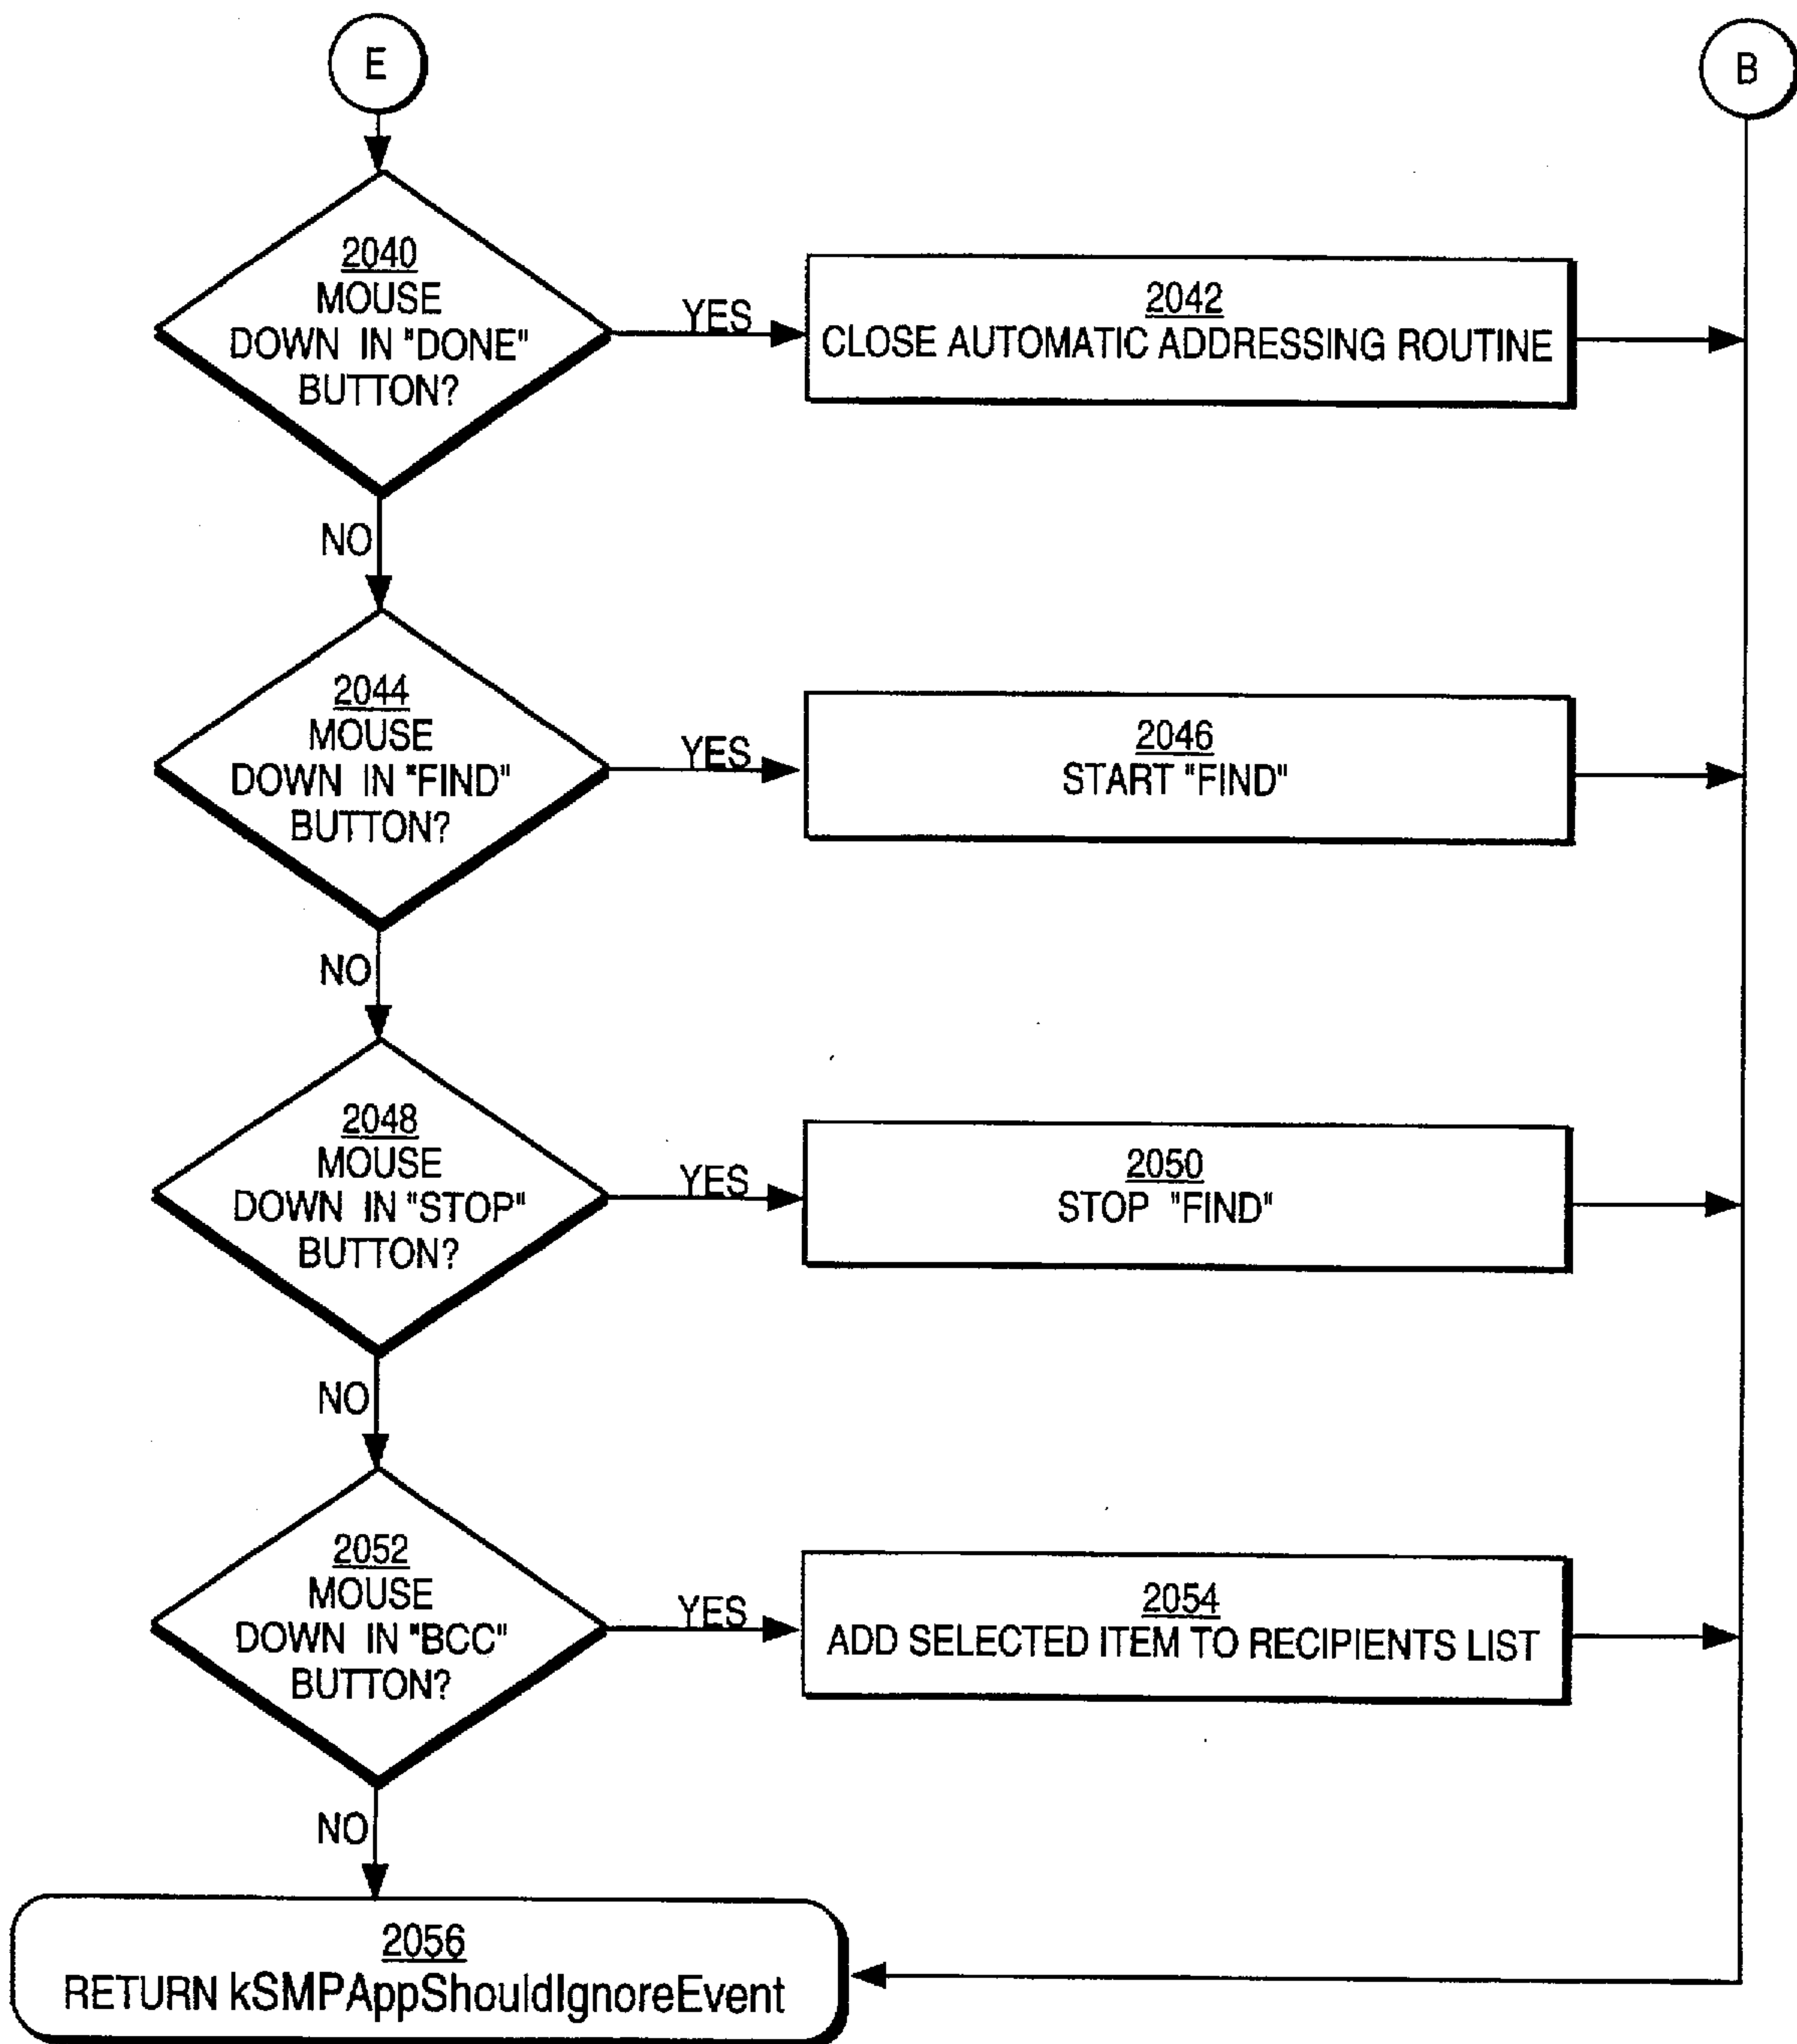 E
B
2040
MOUSE
DOWN IN "DONE"
BUTTON?
YES
2042
CLOSE AUTOMATIC ADDRESSING ROUTINE
NO
2044
MOUSE
DOWN IN "FIND"
BUTTON?
YES
2046
START "FIND"
NO
2048
MOUSE
DOWN IN "STOP"
BUTTON?
YES
2050
STOP "FIND"
NO
2052
MOUSE
DOWN IN "BCC"
BUTTON?
YES
2054
ADD SELECTED ITEM TO RECIPIENTS LIST
NO
2056
RETURN kSMPAppShouldIgnoreEvent